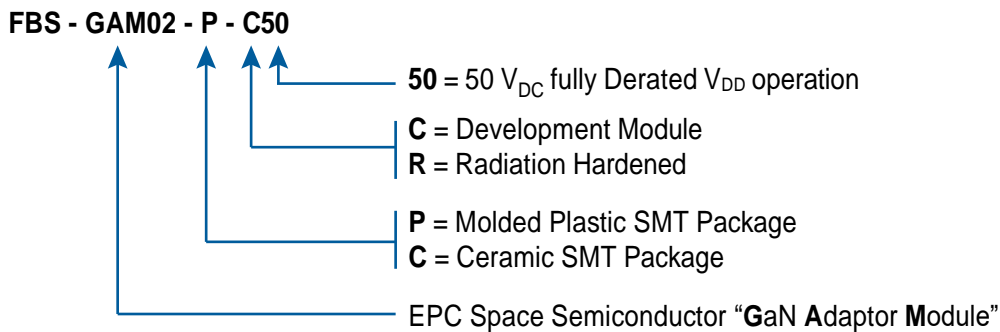 FBS - GAM02 - P - C50
50 = 50 VDC fully Derated VDD operation
C = Development Module
R = Radiation Hardened
P = Molded Plastic SMT Package
C = Ceramic SMT Package
EPC Space Semiconductor “GaN Adaptor Module”